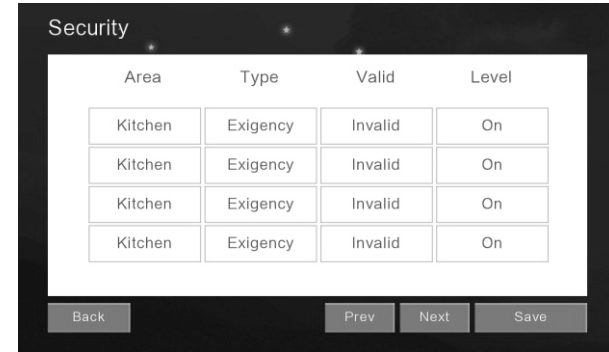 Security
Area Type Valid Level
Kitchen Exigency Invalid On
Kitchen Exigency Invalid On
Kitchen Exigency Invalid On
Kitchen Exigency Invalid On
Back Prev Next Save